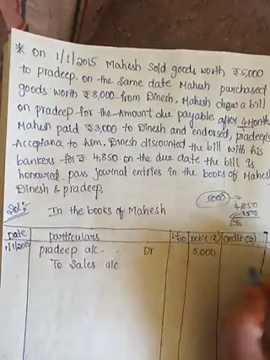 * On 1/1/2015 Mahesh sold goods worth ₹5,000
to pradeep. on the same date Mahesh purchased
goods worth ₹8,000 from Dinesh, Mahesh drew a bill
on pradeep for the Amount due payable after 4 Month
Mahesh paid ₹3,000 to Dinesh and endorsed, pradeep's
Acceptance to him. Dinesh discounted the bill with his
bankers for ₹ 4,850 on the due date the bill is
honoured. pass journal entries in the books of Mahesh
Dinesh & pradeep.
5000
4,850
150
Sol:-
In the books of Mahesh
Date particulars Debit (₹) credit (₹)
1/1/2015 pradeep a/c... Dr 5,000
To Sales a/c